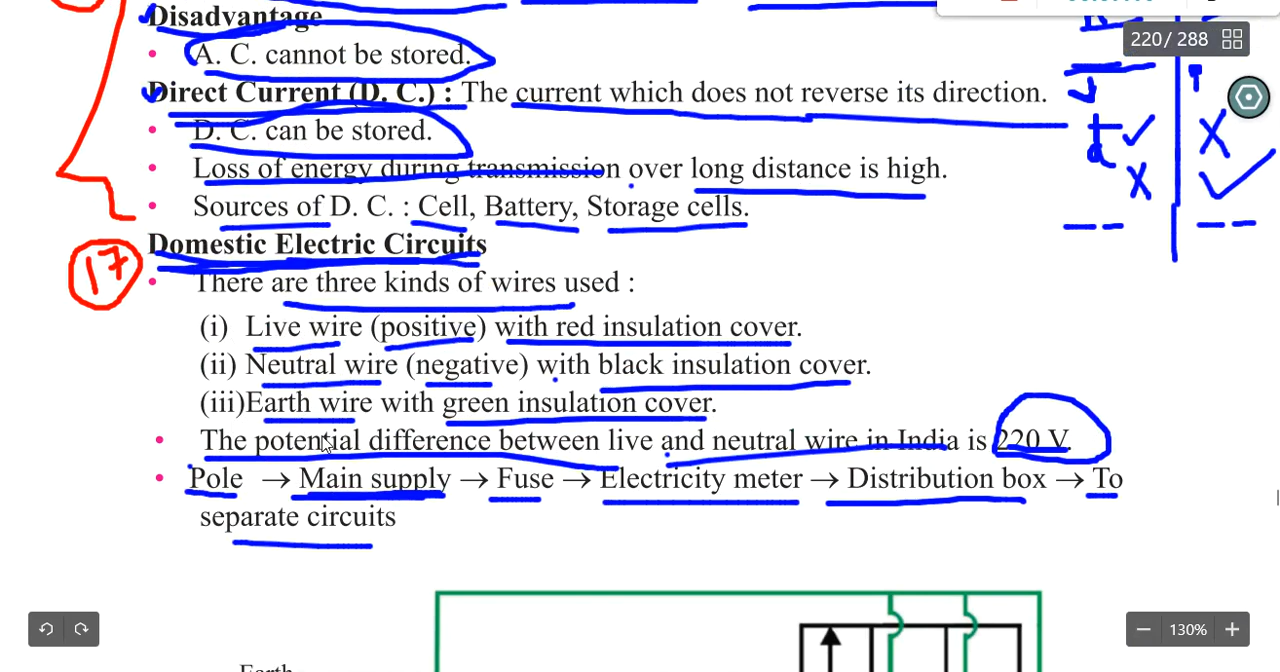 Disadvantage
220/288
• A. C. cannot be stored.
Direct Current (D. C.) : The current which does not reverse its direction.
• D. C. can be stored.
• Loss of energy during transmission over long distance is high.
• Sources of D. C. : Cell, Battery, Storage cells.
Domestic Electric Circuits
17
• There are three kinds of wires used :
(i) Live wire (positive) with red insulation cover.
(ii) Neutral wire (negative) with black insulation cover.
(iii)Earth wire with green insulation cover.
• The potential difference between live and neutral wire in India is 220 V.
• Pole → Main supply → Fuse → Electricity meter → Distribution box → To
separate circuits
130%